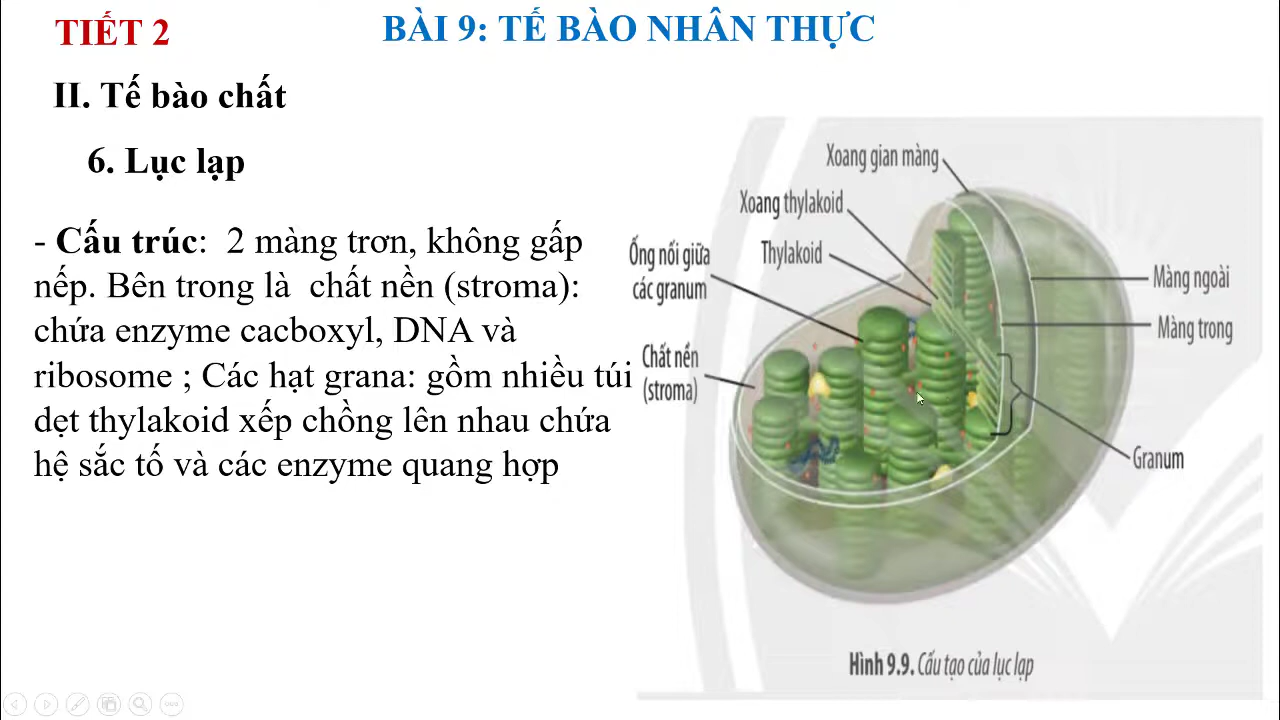 TIẾT 2
BÀI 9: TẾ BÀO NHÂN THỰC
II. Tế bào chất
6. Lục lạp
- Cấu trúc: 2 màng trơn, không gấp
nếp. Bên trong là chất nền (stroma):
chứa enzyme cacboxyl, DNA và
ribosome ; Các hạt grana: gồm nhiều túi
dẹt thylakoid xếp chồng lên nhau chứa
hệ sắc tố và các enzyme quang hợp
Xoang gian màng
Xoang thylakoid
Thylakoid
Ống nối giữa
các granum
Chất nền
(stroma)
Màng ngoài
Màng trong
Granum
Hình 9.9. Cấu tạo của lục lạp